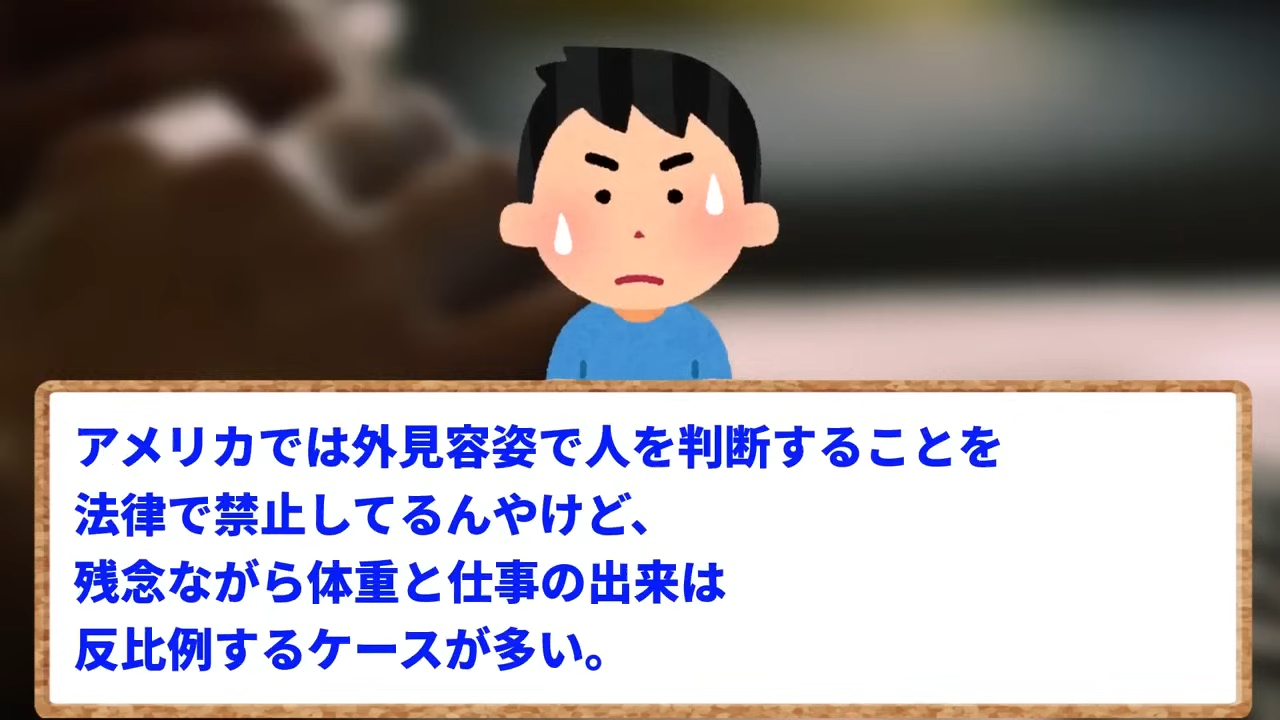 アメリカでは外見容姿で人を判断することを
法律で禁止してるんやけど、
残念ながら体重と仕事の出来は
反比例するケースが多い。